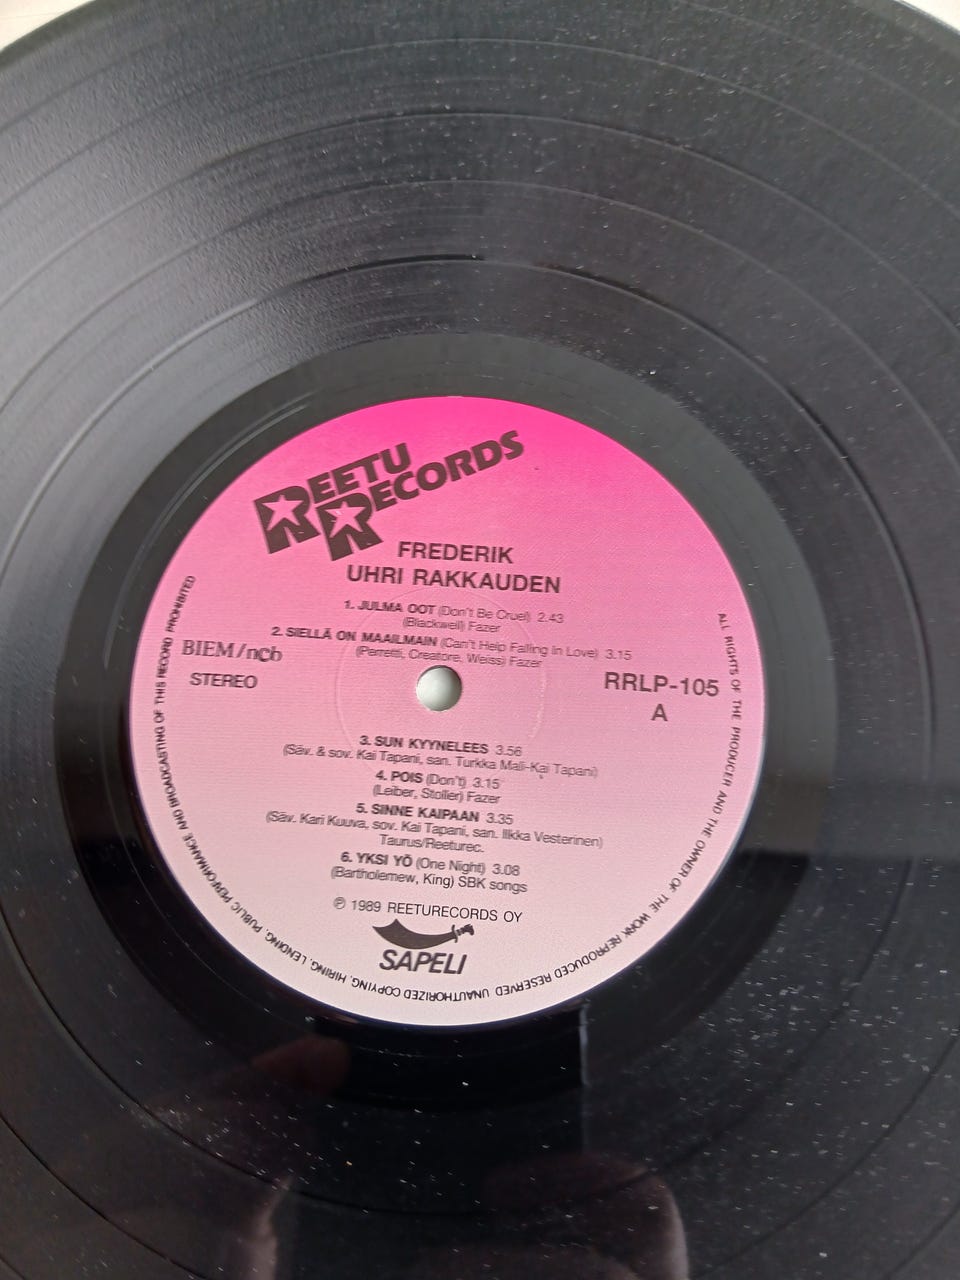 REETU
RECORDS
FREDERIK
UHRI RAKKAUDEN
1. JULMA OOT (Don't Be Cruel) 2.43
(Blackwell) Fazer
2. SIELLÄ ON MAAILMAIN (Can't Help Falling In Love) 3.15
(Perretti, Creatore, Weiss) Fazer
BIEM/ncb
STEREO
RRLP-105
A
3. SUN KYYNELEES 3.56
(Säv. & sov. Kai Tapani, san. Turkka Mali-Kai Tapani)
4. POIS (Don't) 3.15
(Leiber, Stoller) Fazer
5. SINNE KAIPAAN 3.35
(Säv. Kari Kuuva, sov. Kai Tapani, san. Ilkka Vesterinen)
Taurus/Reeturec.
6. YKSI YÖ (One Night) 3.08
(Bartholemew, King) SBK songs
℗ 1989 REETURECORDS OY
SAPELI
ALL RIGHTS OF THE PRODUCER AND THE OWNER OF THE WORK REPRODUCED RESERVED UNAUTHORIZED COPYING, HIRING, LENDING, PUBLIC PERFORMANCE AND BROADCASTING OF THIS RECORD PROHIBITED